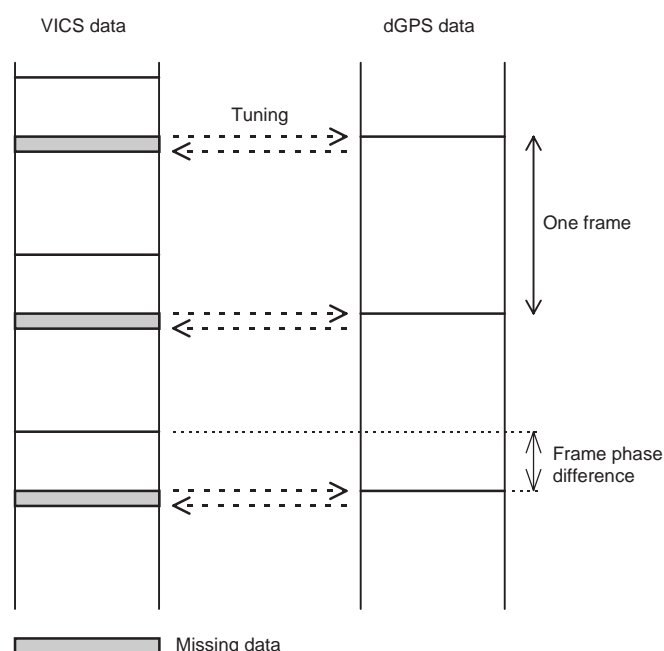 VICS data
dGPS data
Tuning
One frame
Frame phase
difference
Missing data